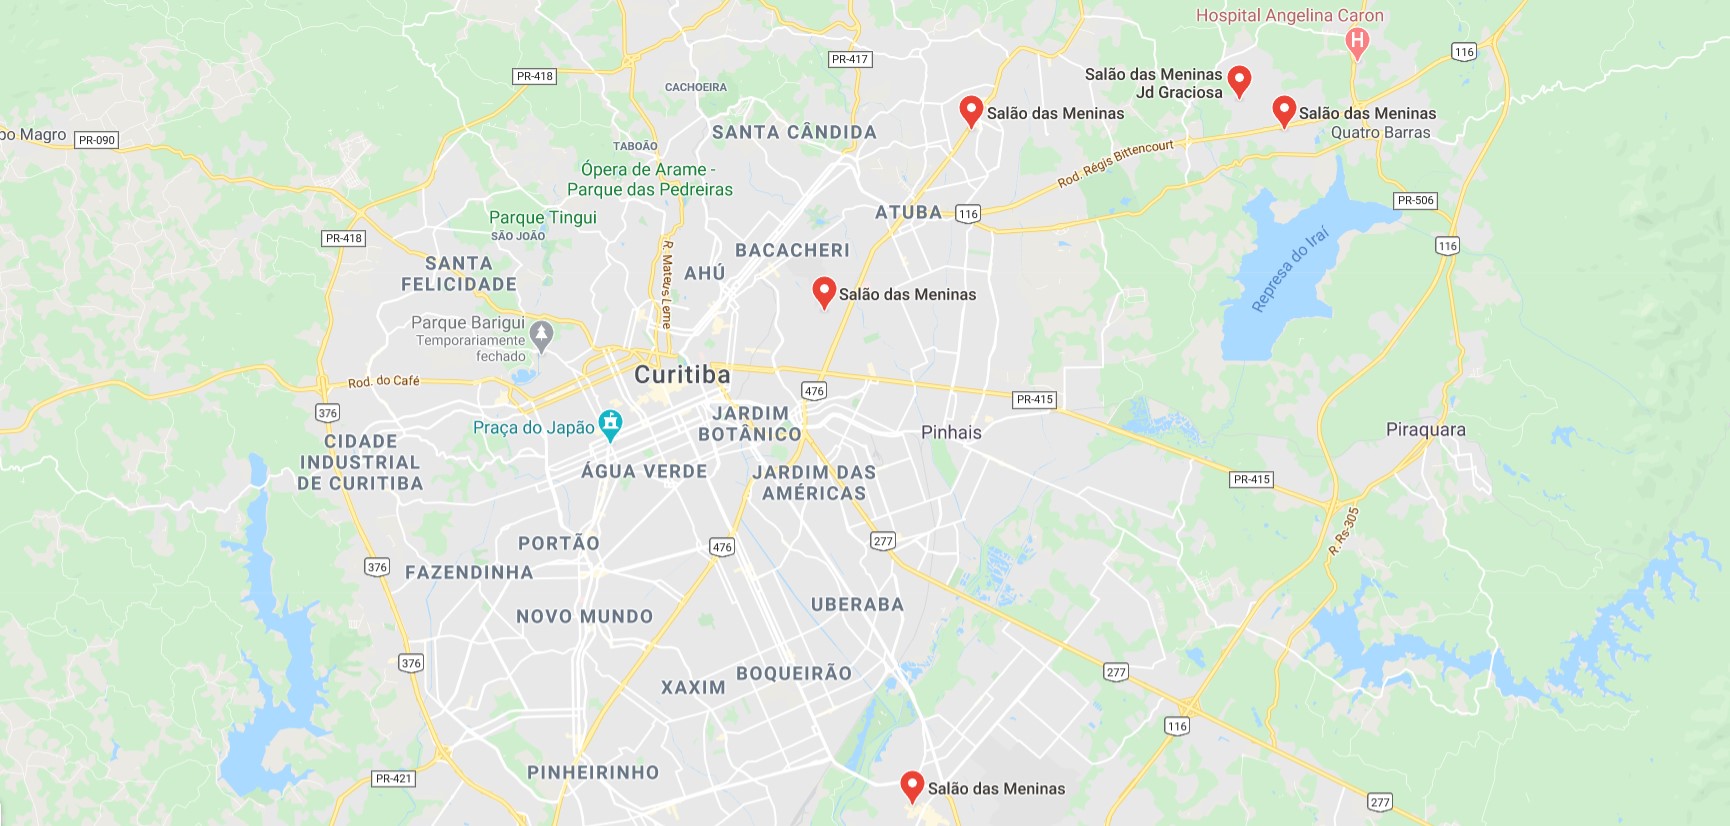 Hospital Angelina Caron
H
116
PR-417
PR-418
Salão das Meninas
Jd Graciosa
CACHOEIRA
Salão das Meninas
Salão das Meninas
Quatro Barras
SANTA CÂNDIDA
po Magro
PR-090
TABOÃO
Rod. Régis Bittencourt
Ópera de Arame -
Parque das Pedreiras
PR-506
Parque Tingui
ATUBA
116
SÃO JOÃO
PR-418
116
BACACHERI
R. Mateus Leme
SANTA
FELICIDADE
AHÚ
Represa do Iraí
Salão das Meninas
Parque Barigui
Temporariamente
fechado
Curitiba
Rod. do Café
476
PR-415
376
JARDIM
BOTÂNICO
Praça do Japão
Pinhais
Piraquara
CIDADE
INDUSTRIAL
DE CURITIBA
ÁGUA VERDE
JARDIM DAS
AMÉRICAS
PR-415
R. Rs-305
PORTÃO
476
277
376
FAZENDINHA
NOVO MUNDO
UBERABA
376
BOQUEIRÃO
277
XAXIM
116
PINHEIRINHO
PR-421
Salão das Meninas
277